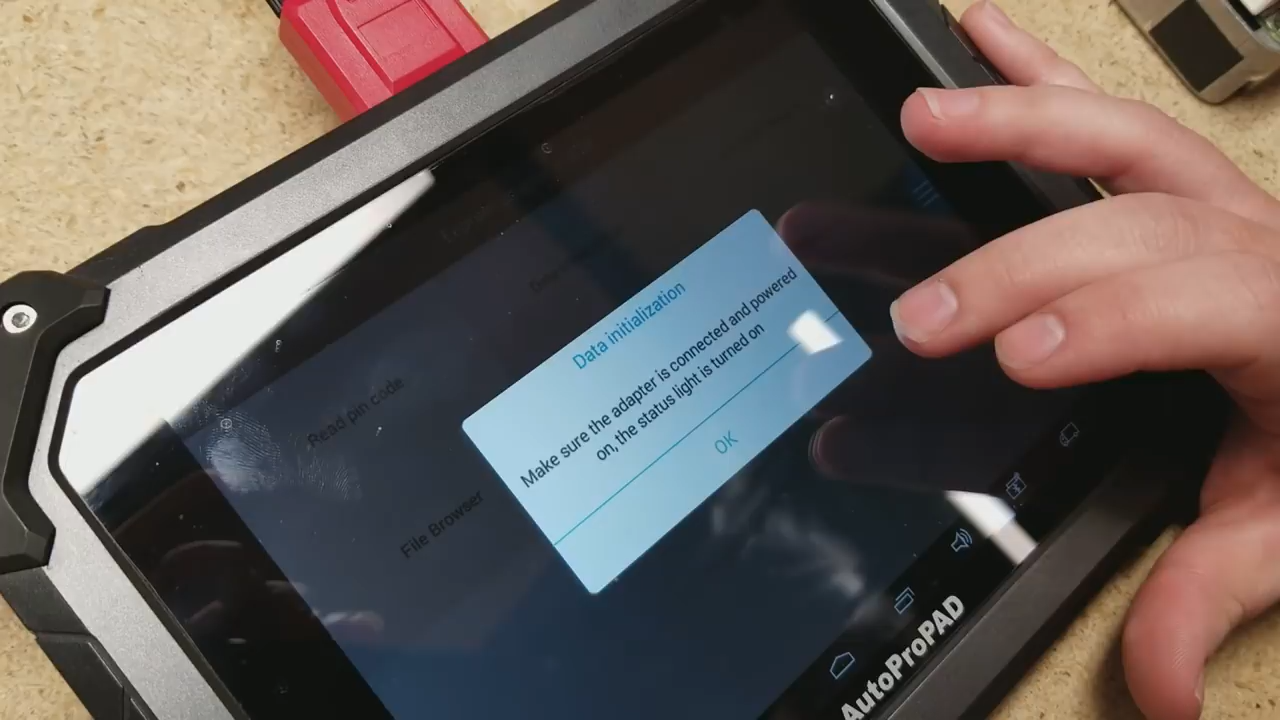 Read pin code
File Browser
Data initialization
Make sure the adapter is connected and powered
on, the status light is turned on
OK
AutoProPAD